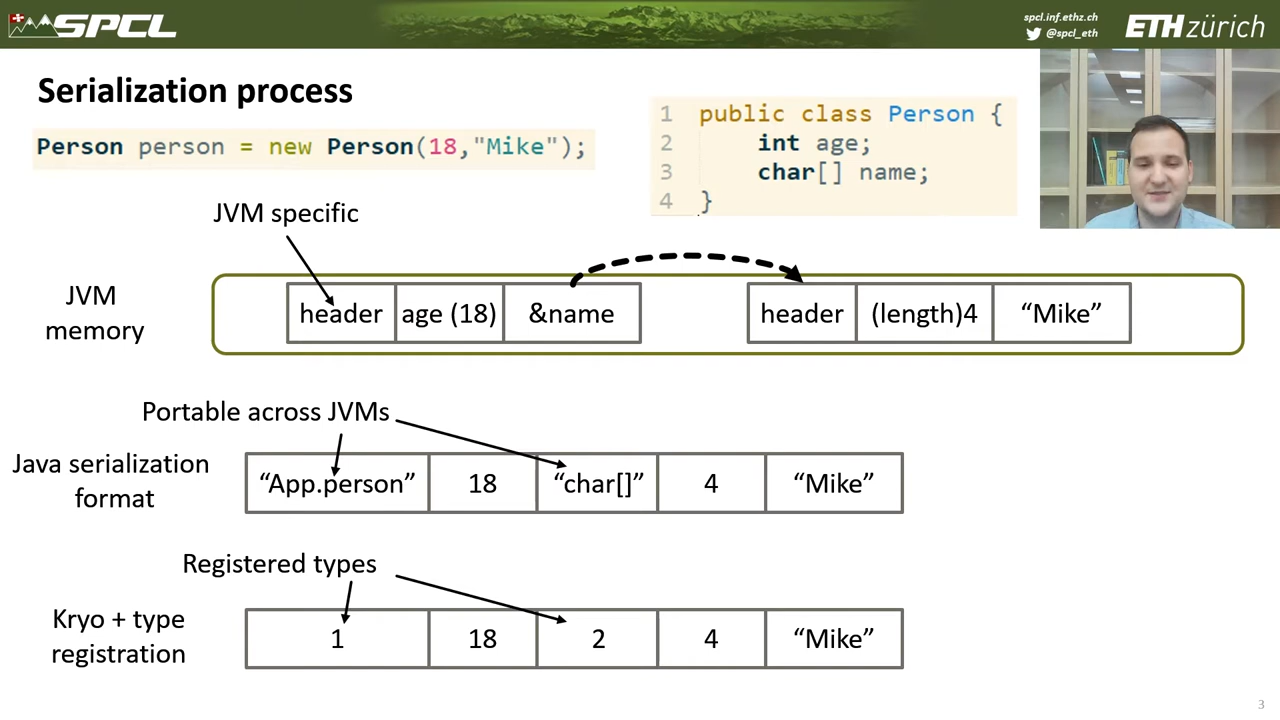 SPCL
spcl.inf.ethz.ch
@spcl_eth
ETH zürich
Serialization process
Person person = new Person(18,"Mike");
1 public class Person {
2 int age;
3 char[] name;
4 }
JVM specific
JVM
memory
header age (18) &name
header (length)4 “Mike”
Portable across JVMs
Java serialization
format
“App.person” 18 “char[]” 4 “Mike”
Registered types
Kryo + type
registration
1 18 2 4 “Mike”
3